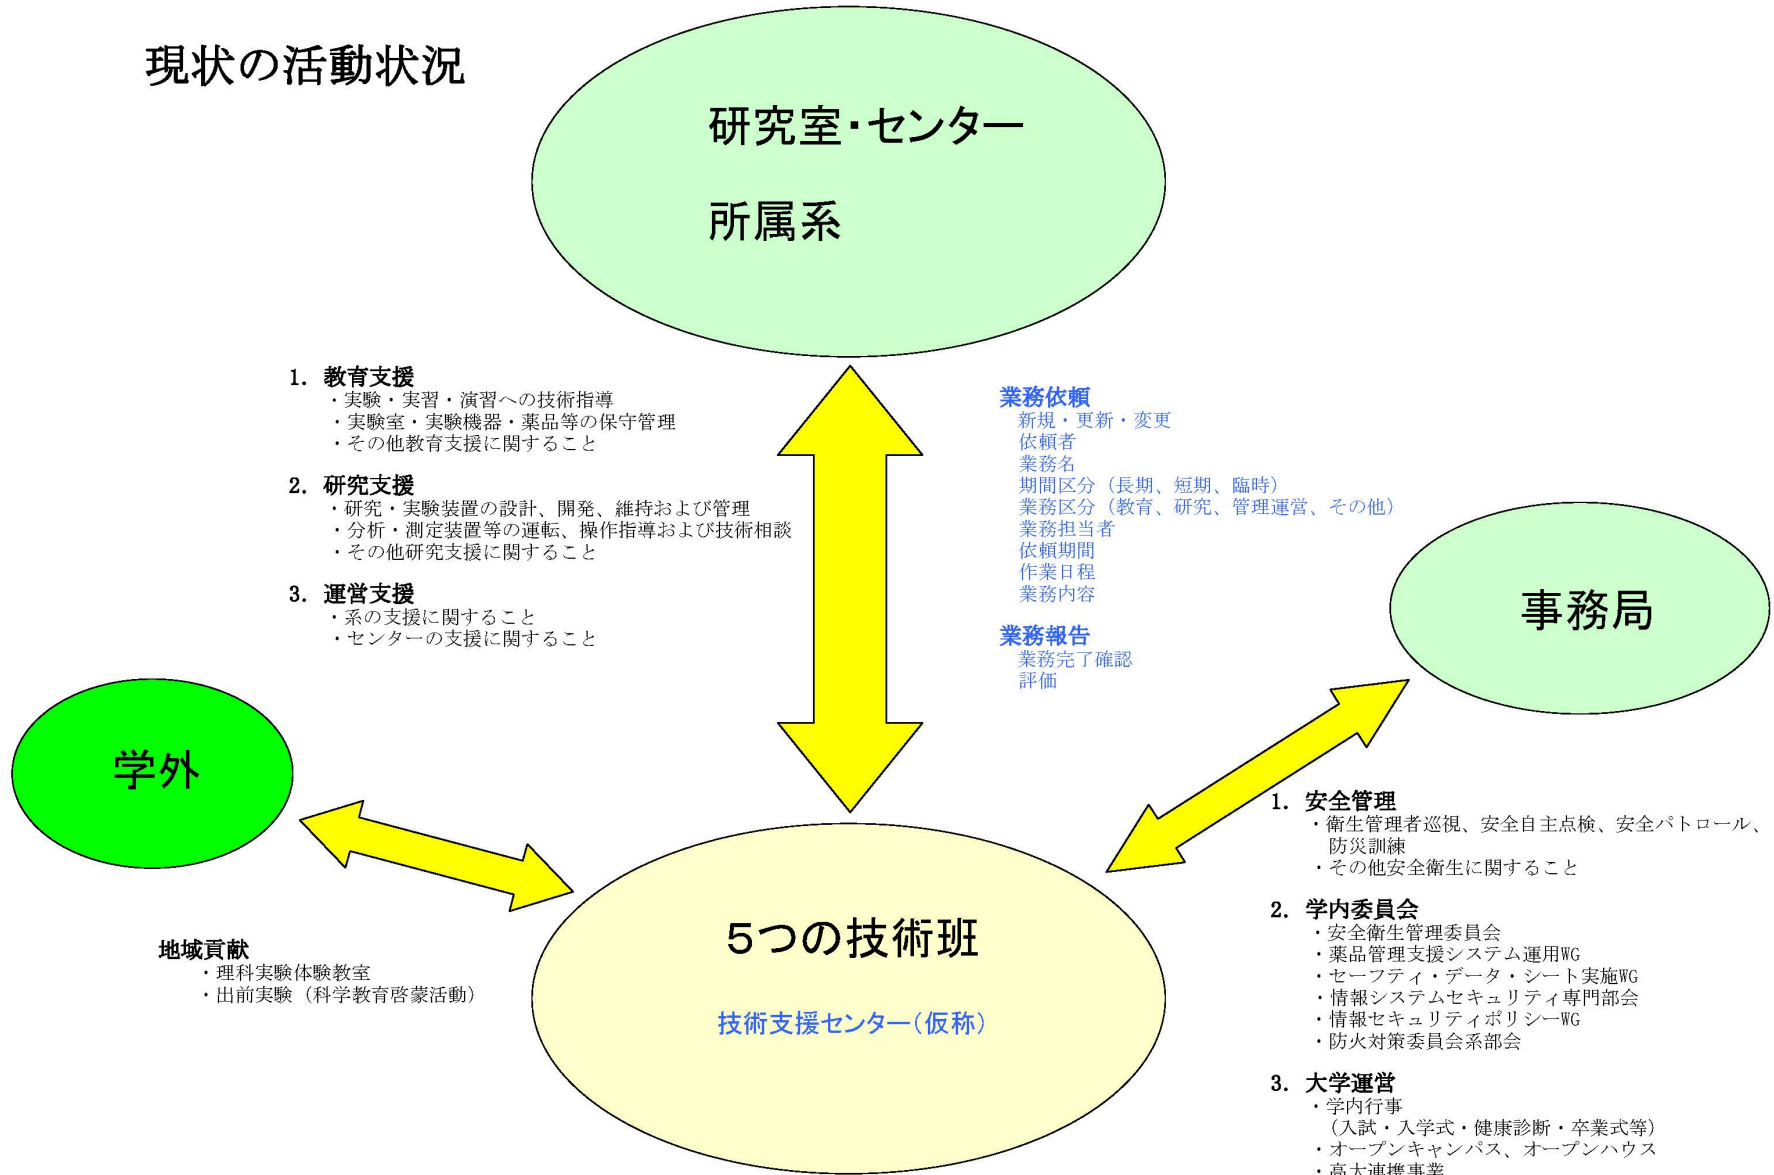 現状の活動状況
研究室・センター
所属系
1. 教育支援
・実験・実習・演習への技術指導
・実験室・実験機器・薬品等の保守管理
・その他教育支援に関すること
2. 研究支援
・研究・実験装置の設計、開発、維持および管理
・分析・測定装置等の運転、操作指導および技術相談
・その他研究支援に関すること
3. 運営支援
・系の支援に関すること
・センターの支援に関すること
業務依頼
新規・更新・変更
依頼者
業務名
期間区分（長期、短期、臨時）
業務区分（教育、研究、管理運営、その他）
業務担当者
依頼期間
作業日程
業務内容
業務報告
業務完了確認
評価
事務局
学外
地域貢献
・理科実験体験教室
・出前実験（科学教育啓蒙活動）
5つの技術班
技術支援センター（仮称）
1. 安全管理
・衛生管理者巡視、安全自主点検、安全パトロール、
防災訓練
・その他安全衛生に関すること
2. 学内委員会
・安全衛生管理委員会
・薬品管理支援システム運用WG
・セーフティ・データ・シート実施WG
・情報システムセキュリティ専門部会
・情報セキュリティポリシーWG
・防火対策委員会系部会
3. 大学運営
・学内行事
（入試・入学式・健康診断・卒業式等）
・オープンキャンパス、オープンハウス
・高大連携事業